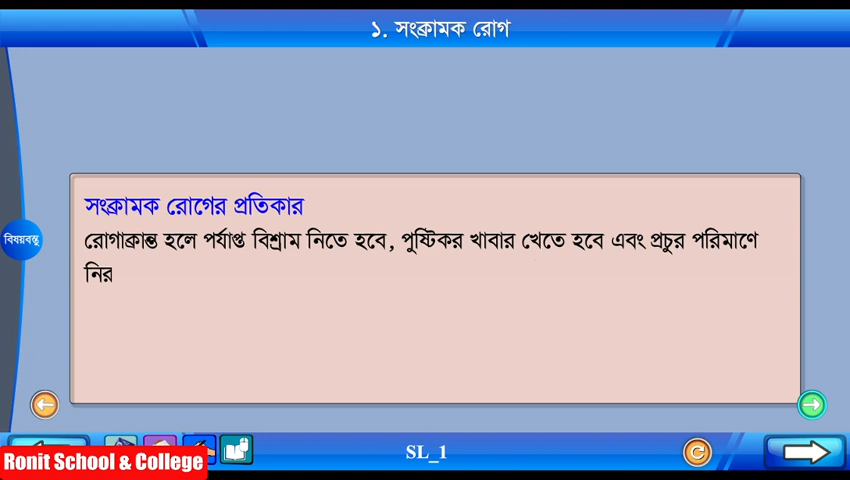 ১. সংক্রামক রোগ
সংক্রামক রোগের প্রতিকার
রোগাক্রান্ত হলে পর্যাপ্ত বিশ্রাম নিতে হবে, পুষ্টিকর খাবার খেতে হবে এবং প্রচুর পরিমাণে
নির
বিষয়বস্তু
SL_1
Ronit School & College